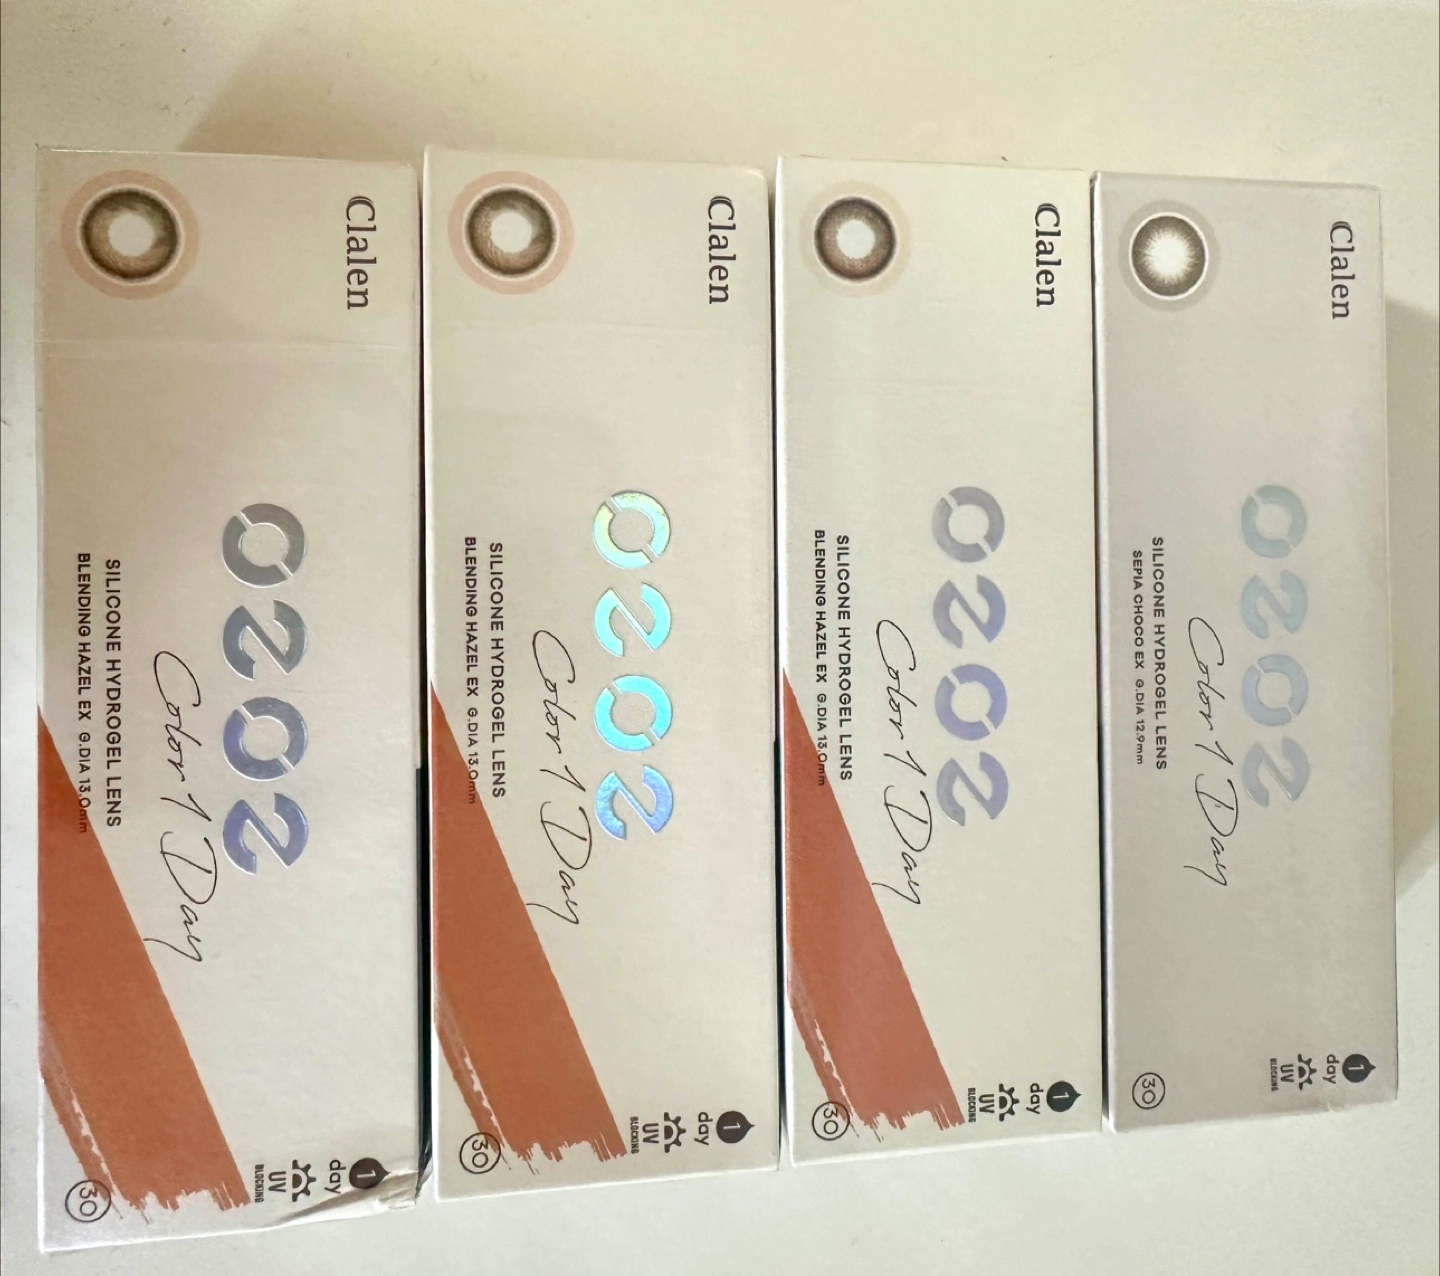 Clalen
O2O2
Color 1 Day
SILICONE HYDROGEL LENS
SEPIA CHOCO EX G.DIA 12.9mm
1
day
UV
BLOCKING
30
Clalen
O2O2
Color 1 Day
SILICONE HYDROGEL LENS
BLENDING HAZEL EX G.DIA 13.0mm
1
day
UV
BLOCKING
30
Clalen
O2O2
Color 1 Day
SILICONE HYDROGEL LENS
BLENDING HAZEL EX G.DIA 13.0mm
1
day
UV
BLOCKING
30
Clalen
O2O2
Color 1 Day
SILICONE HYDROGEL LENS
BLENDING HAZEL EX G.DIA 13.0mm
1
day
UV
BLOCKING
30